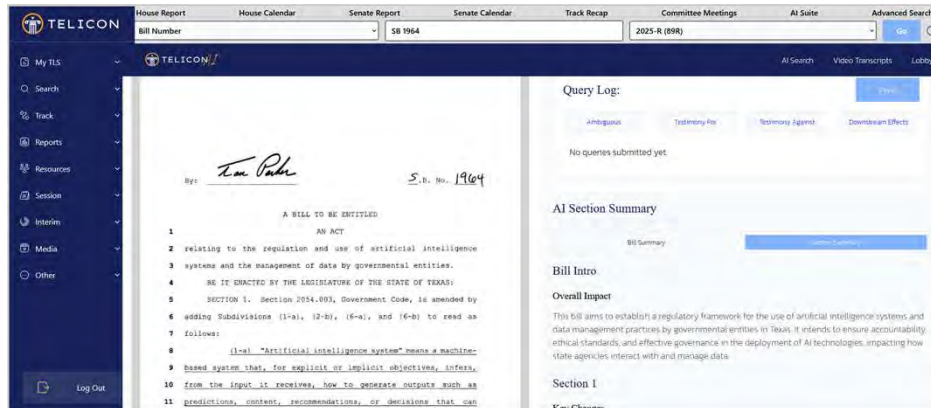 TELICON
House Report House Calendar Senate Report Senate Calendar Track Recap Committee Meetings AI Suite Advanced Search
Bill Number SB 1964 2025-R (89R) Go
My TLS
Search
Track
Reports
Resources
Session
Interim
Media
Other
Log Out
TELICON
AI Search Video Transcripts Lobby
By: Tan Parker S.B. No. 1964
A BILL TO BE ENTITLED
1 AN ACT
2 relating to the regulation and use of artificial intelligence
3 systems and the management of data by governmental entities.
4 BE IT ENACTED BY THE LEGISLATURE OF THE STATE OF TEXAS:
5 SECTION 1. Section 2054.003, Government Code, is amended by
6 adding Subdivisions (1-a), (2-b), (6-a), and (6-b) to read as
7 follows:
8 (1-a) "Artificial intelligence system" means a machine-
9 based system that, for explicit or implicit objectives, infers,
10 from the input it receives, how to generate outputs such as
11 predictions, content, recommendations, or decisions that can
Query Log:
Print
Ambiguous Testimony For Testimony Against Downstream Effects
No queries submitted yet.
AI Section Summary
Bill Summary Section Summary
Bill Intro
Overall Impact
This bill aims to establish a regulatory framework for the use of artificial intelligence systems and
data management practices by governmental entities in Texas. It intends to ensure accountability,
ethical standards, and effective governance in the deployment of AI technologies, impacting how
state agencies interact with and manage data.
Section 1
Key Changes